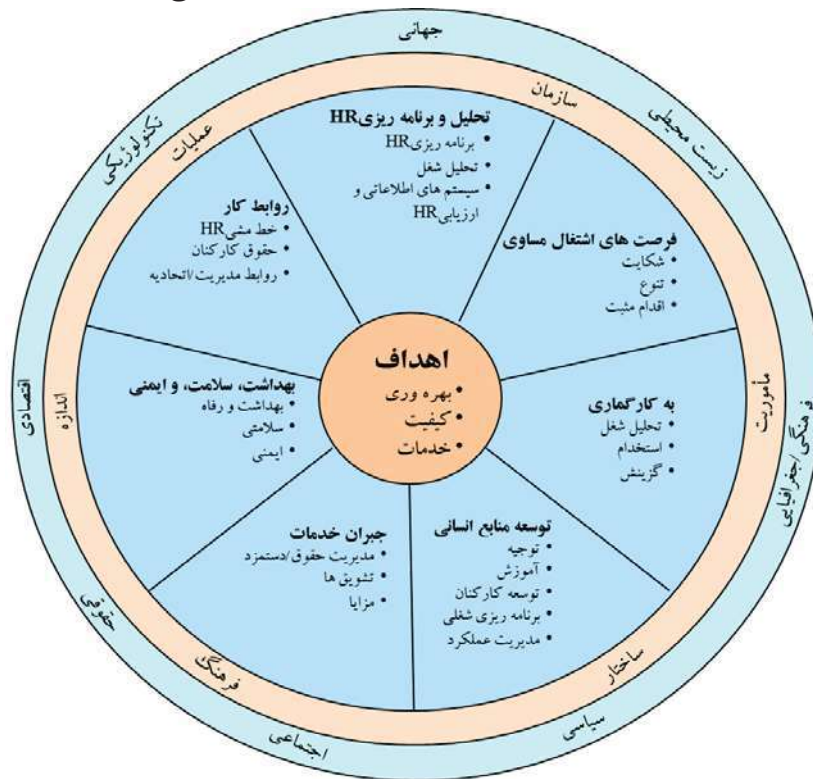 جهانی
زیست محیطی
فرهنگی/جغرافیایی
سیاسی
اجتماعی
حقوقی
اقتصادی
تکنولوژیکی
سازمان
مأموریت
ساختار
فرهنگ
اندازه
عملیات
تحلیل و برنامه ریزی HR
• برنامه ریزی HR
• تحلیل شغل
• سیستم های اطلاعاتی و
ارزیابی HR
فرصت های اشتغال مساوی
• شکایت
• تنوع
• اقدام مثبت
به کارگماری
• تحلیل شغل
• استخدام
• گزینش
توسعه منابع انسانی
• توجیه
• آموزش
• توسعه کارکنان
• برنامه ریزی شغلی
• مدیریت عملکرد
جبران خدمات
• مدیریت حقوق/دستمزد
• تشویق ها
• مزایا
بهداشت، سلامت، و ایمنی
• بهداشت و رفاه
• سلامتی
• ایمنی
روابط کار
• خط مشی HR
• حقوق کارکنان
• روابط مدیریت/اتحادیه
اهداف
• بهره وری
• کیفیت
• خدمات